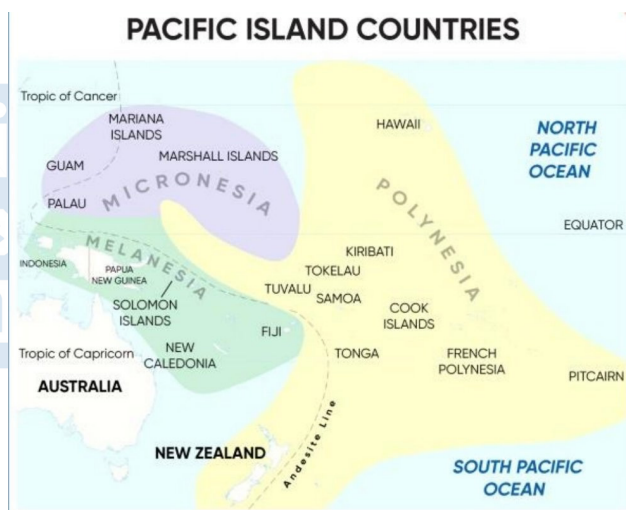 PACIFIC ISLAND COUNTRIES
Tropic of Cancer
MARIANA
ISLANDS
HAWAII
NORTH
PACIFIC
OCEAN
GUAM
MARSHALL ISLANDS
PALAU
MICRONESIA
POLYNESIA
EQUATOR
MELANESIA
INDONESIA
PAPUA
NEW GUINEA
KIRIBATI
TOKELAU
TUVALU
SAMOA
SOLOMON
ISLANDS
COOK
ISLANDS
FIJI
Tropic of Capricorn
NEW
CALEDONIA
TONGA
FRENCH
POLYNESIA
PITCAIRN
AUSTRALIA
Andesite Line
NEW ZEALAND
SOUTH PACIFIC
OCEAN